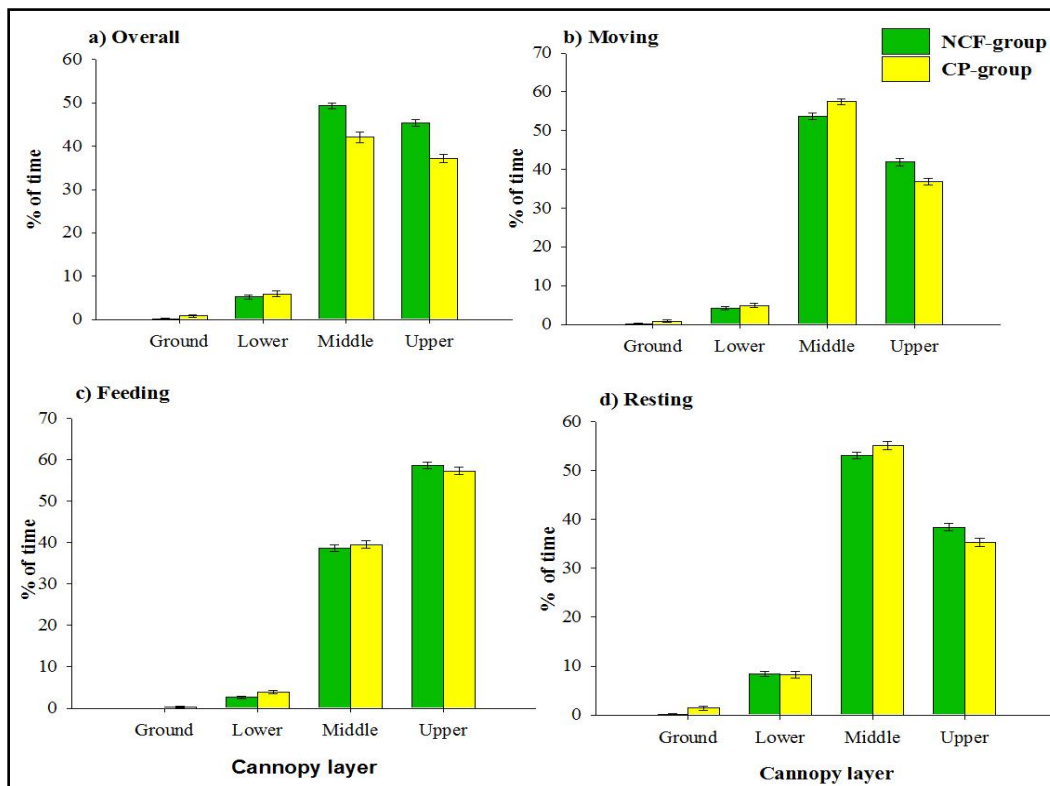 a) Overall
60
50
40
30
20
10
0
% of time
Ground Lower Middle Upper
b) Moving
70
60
50
40
30
20
10
0
% of time
Ground Lower Middle Upper
NCF-group
CP-group
c) Feeding
70
60
50
40
30
20
10
0
% of time
Ground Lower Middle Upper
Cannopy layer
d) Resting
60
50
40
30
20
10
0
% of time
Ground Lower Middle Upper
Cannopy layer